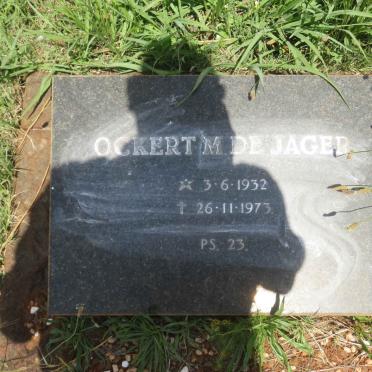 OCKERT M DE JAGER
☆ 3·6·1932
† 26·11·1973
PS. 23.